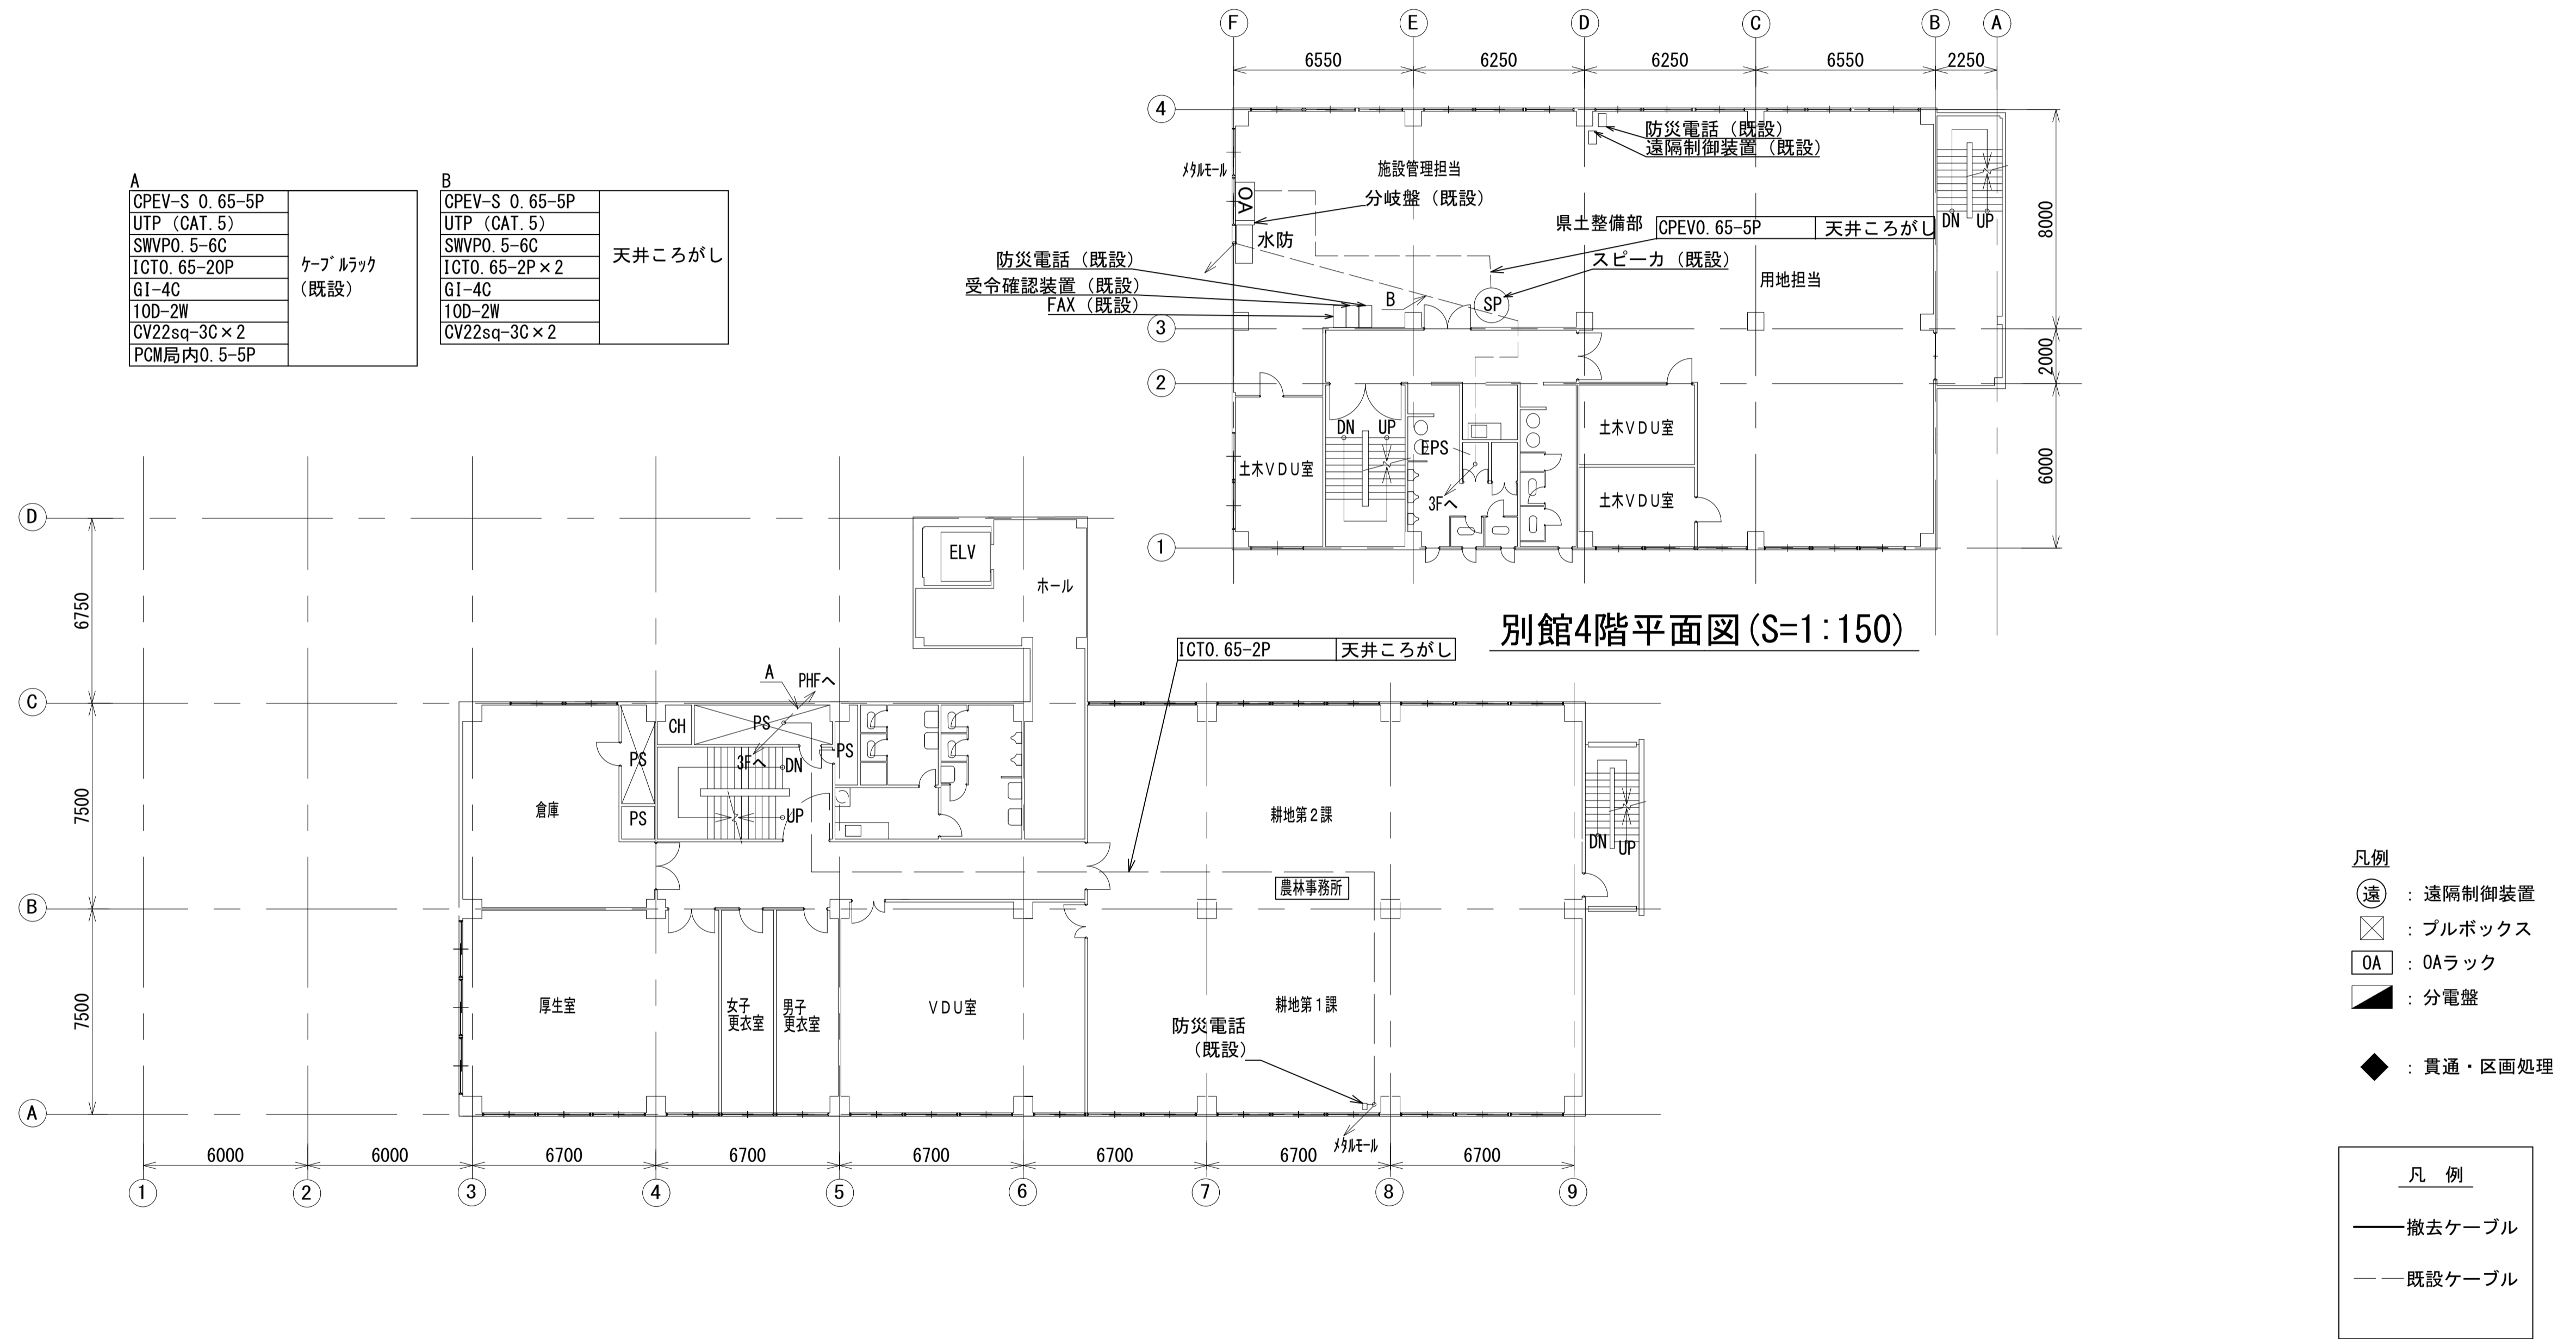 F
E
D
C
B
A
6550
6250
6250
6550
2250
4
3
2
1
8000
2000
6000
防災電話（既設）
遠隔制御装置（既設）
メタルモール
施設管理担当
OA
分岐盤（既設）
県土整備部
CPEV0.65-5P
天井ころがし
DN
UP
水防
防災電話（既設）
スピーカ（既設）
受令確認装置（既設）
FAX（既設）
用地担当
B
SP
DN
UP
EPS
土木ＶＤＵ室
土木ＶＤＵ室
土木ＶＤＵ室
3Fへ
別館4階平面図(S=1:150)
A
CPEV-S 0.65-5P
UTP（CAT.5）
SWVP0.5-6C
ICT0.65-20P
GI-4C
10D-2W
CV22sq-3C×2
PCM局内0.5-5P
ｹｰﾌﾞﾙﾗｯｸ
（既設）
B
CPEV-S 0.65-5P
UTP（CAT.5）
SWVP0.5-6C
ICT0.65-2P×2
GI-4C
10D-2W
CV22sq-3C×2
天井ころがし
D
C
B
A
6750
7500
7500
ELV
ホール
ICT0.65-2P
天井ころがし
A
PHFへ
CH
PS
PS
PS
PS
3Fへ
DN
UP
倉庫
耕地第２課
DN
UP
農林事務所
厚生室
女子
更衣室
男子
更衣室
ＶＤＵ室
耕地第１課
防災電話
（既設）
メタルモール
6000
6000
6700
6700
6700
6700
6700
6700
1
2
3
4
5
6
7
8
9
凡例
遠 : 遠隔制御装置
: プルボックス
OA : OAラック
: 分電盤
: 貫通・区画処理
凡 例
撤去ケーブル
既設ケーブル